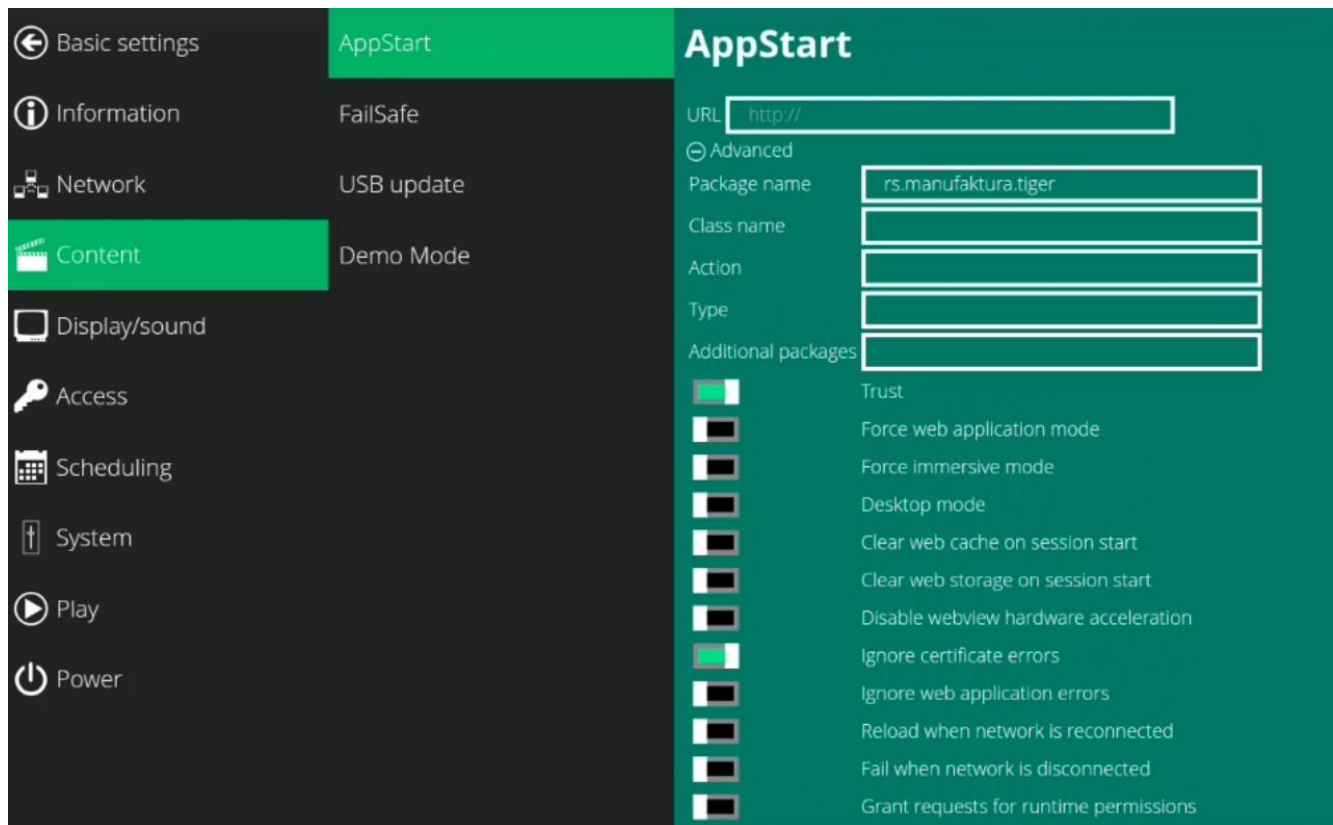 Basic settings
Information
Network
Content
Display/sound
Access
Scheduling
System
Play
Power
AppStart
FailSafe
USB update
Demo Mode
AppStart
URL http://
Advanced
Package name rs.manufaktura.tiger
Class name
Action
Type
Additional packages
Trust
Force web application mode
Force immersive mode
Desktop mode
Clear web cache on session start
Clear web storage on session start
Disable webview hardware acceleration
Ignore certificate errors
Ignore web application errors
Reload when network is reconnected
Fail when network is disconnected
Grant requests for runtime permissions